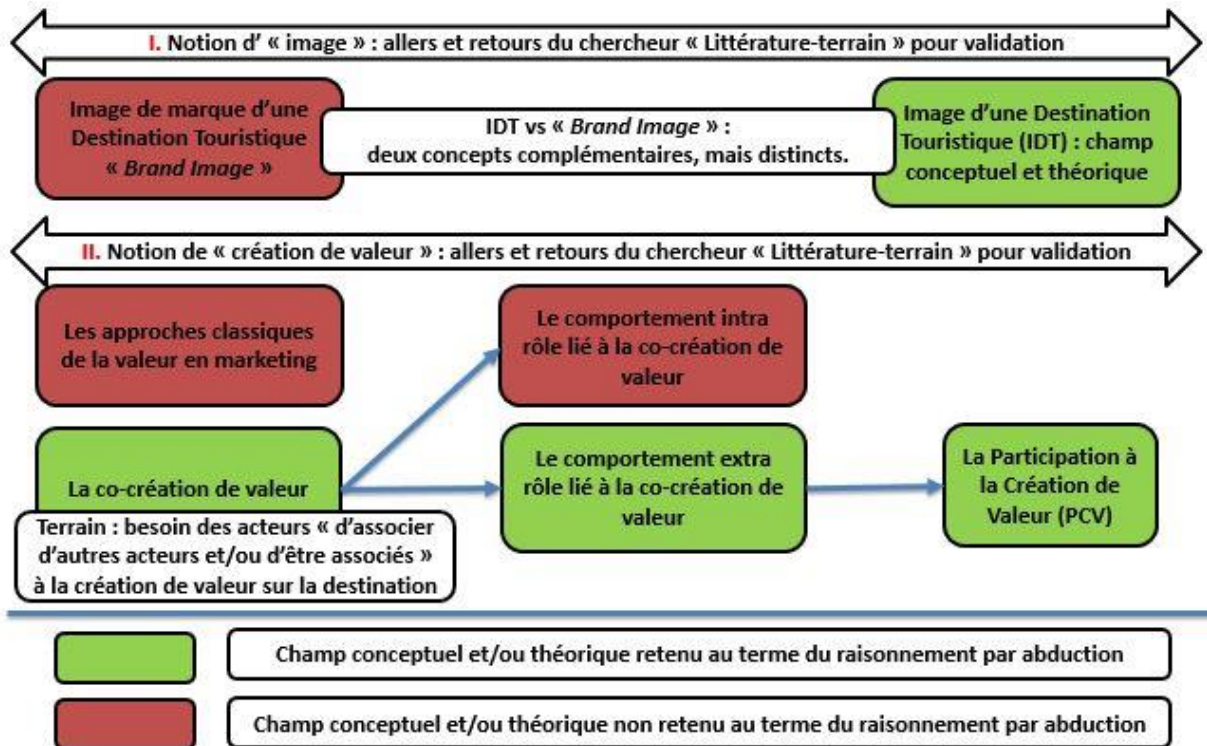 I. Notion d' « image » : allers et retours du chercheur « Littérature-terrain » pour validation
Image de marque d'une
Destination Touristique
« Brand Image »
IDT vs « Brand Image » :
deux concepts complémentaires, mais distincts.
Image d'une Destination
Touristique (IDT) : champ
conceptuel et théorique
II. Notion de « création de valeur » : allers et retours du chercheur « Littérature-terrain » pour validation
Les approches classiques
de la valeur en marketing
Le comportement intra
rôle lié à la co-création de
valeur
La co-création de valeur
Terrain : besoin des acteurs « d'associer
d'autres acteurs et/ou d'être associés »
à la création de valeur sur la destination
Le comportement extra
rôle lié à la co-création de
valeur
La Participation à
la Création de
Valeur (PCV)
Champ conceptuel et/ou théorique retenu au terme du raisonnement par abduction
Champ conceptuel et/ou théorique non retenu au terme du raisonnement par abduction